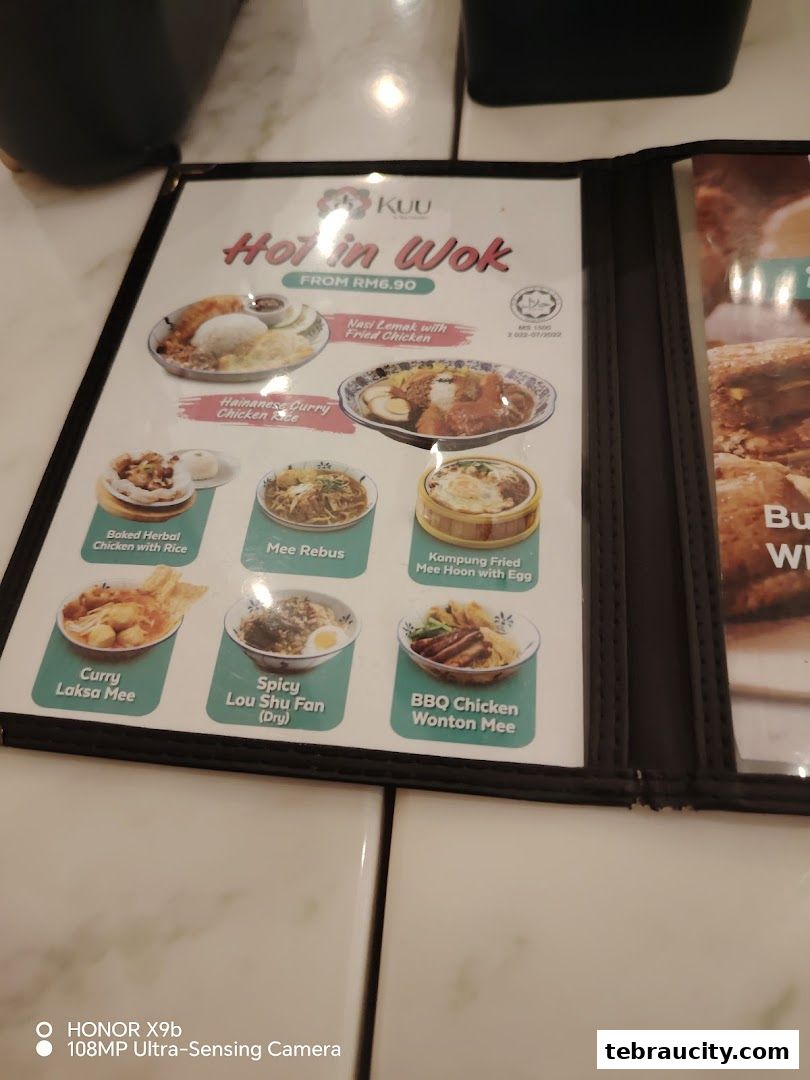 KUU
Hot in Wok
FROM RM6.90
MS 1500
Nasi Lemak with
Fried Chicken
Hainanese Curry
Chicken Rice
Baked Herbal
Chicken with Rice
Mee Rebus
Kampung Fried
Mee Hoon with Egg
Curry
Laksa Mee
Spicy
Lou Shu Fan
(Dry)
BBQ Chicken
Wonton Mee
Bu
HONOR X9b
108MP Ultra-Sensing Camera
tebraucity.com